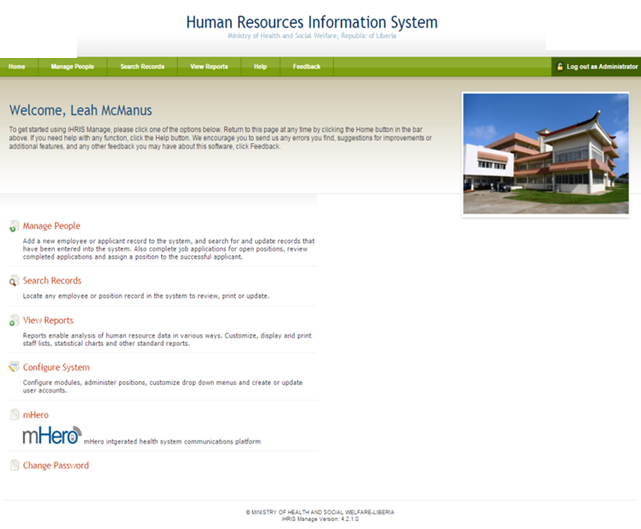 Human Resources Information System
Ministry of Health and Social Welfare, Republic of Liberia
Home Manage People Search Records View Reports Help Feedback Log out as Administrator
Welcome, Leah McManus
To get started using iHRIS Manage, please click one of the options below. Return to this page at any time by clicking the Home button in the bar
above. If you need help with any function, click the Help button. We encourage you to send us any errors you find, suggestions for improvements or
additional features, and any other feedback you may have about this software, click Feedback.
Manage People
Add a new employee or applicant record to the system, and search for and update records that
have been entered into the system. Also complete job applications for open positions, review
completed applications and assign a position to the successful applicant.
Search Records
Locate any employee or position record in the system to review, print or update.
View Reports
Reports enable analysis of human resource data in various ways. Customize, display and print
staff lists, statistical charts and other standard reports.
Configure System
Configure modules, administer positions, customize drop down menus and create or update
user accounts.
mHero
mHero mHero intgerated health system communications platform
Change Password
© MINISTRY OF HEALTH AND SOCIAL WELFARE-LIBERIA
iHRIS Manage Version: 4.2.1.0